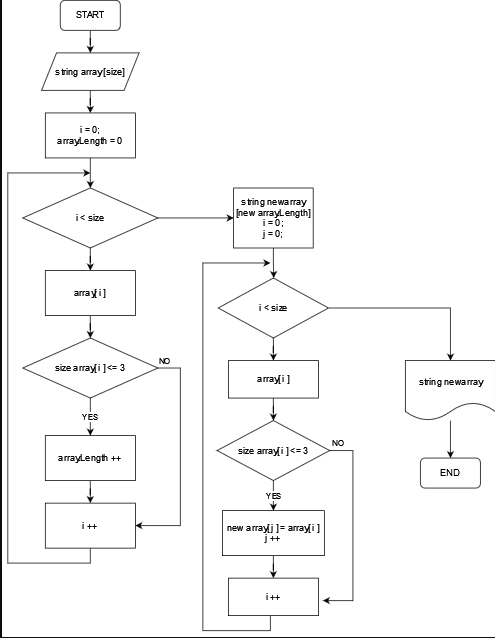 START
string array[size]
i = 0;
arrayLength = 0
i < size
array[i]
size array[i] <= 3
NO
YES
arrayLength ++
i ++
string newarray
[new arrayLength]
i = 0;
j = 0;
i < size
array[i]
size array[i] <= 3
NO
YES
new array[j] = array[i]
j ++
i ++
string newarray
END